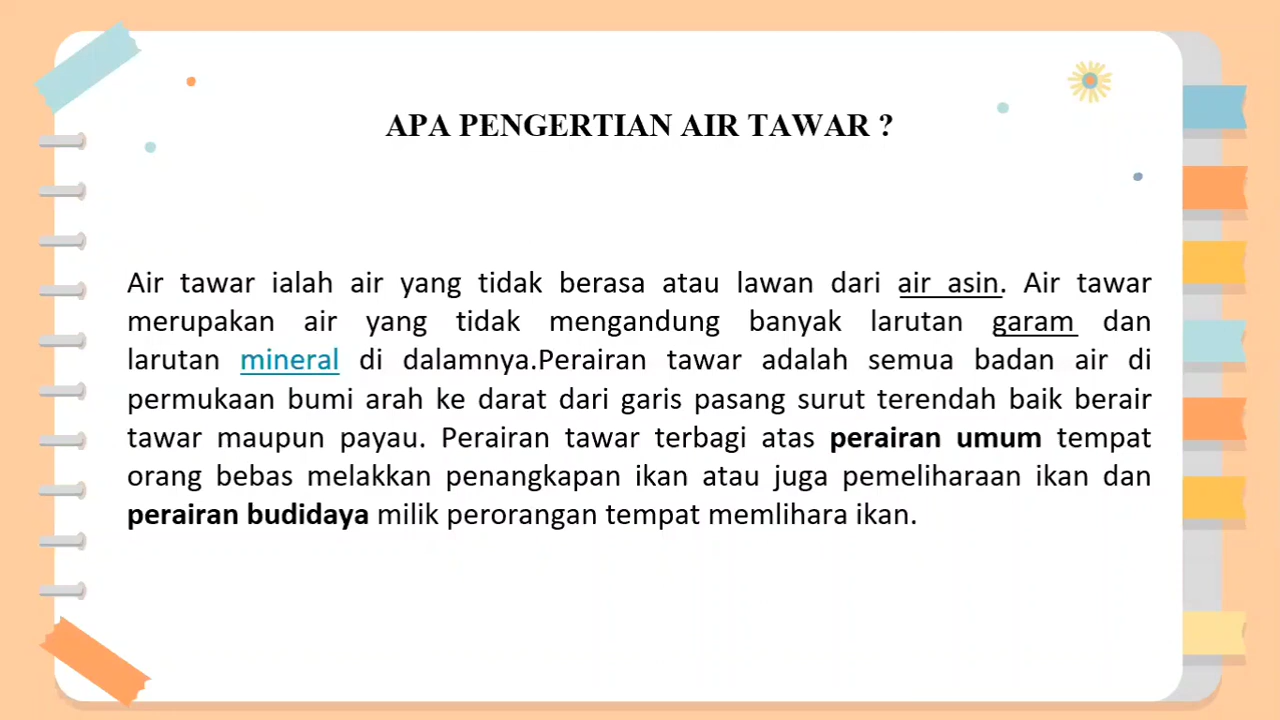 APA PENGERTIAN AIR TAWAR ?
Air tawar ialah air yang tidak berasa atau lawan dari air asin. Air tawar
merupakan air yang tidak mengandung banyak larutan garam dan
larutan mineral di dalamnya.Perairan tawar adalah semua badan air di
permukaan bumi arah ke darat dari garis pasang surut terendah baik berair
tawar maupun payau. Perairan tawar terbagi atas perairan umum tempat
orang bebas melakkan penangkapan ikan atau juga pemeliharaan ikan dan
perairan budidaya milik perorangan tempat memlihara ikan.